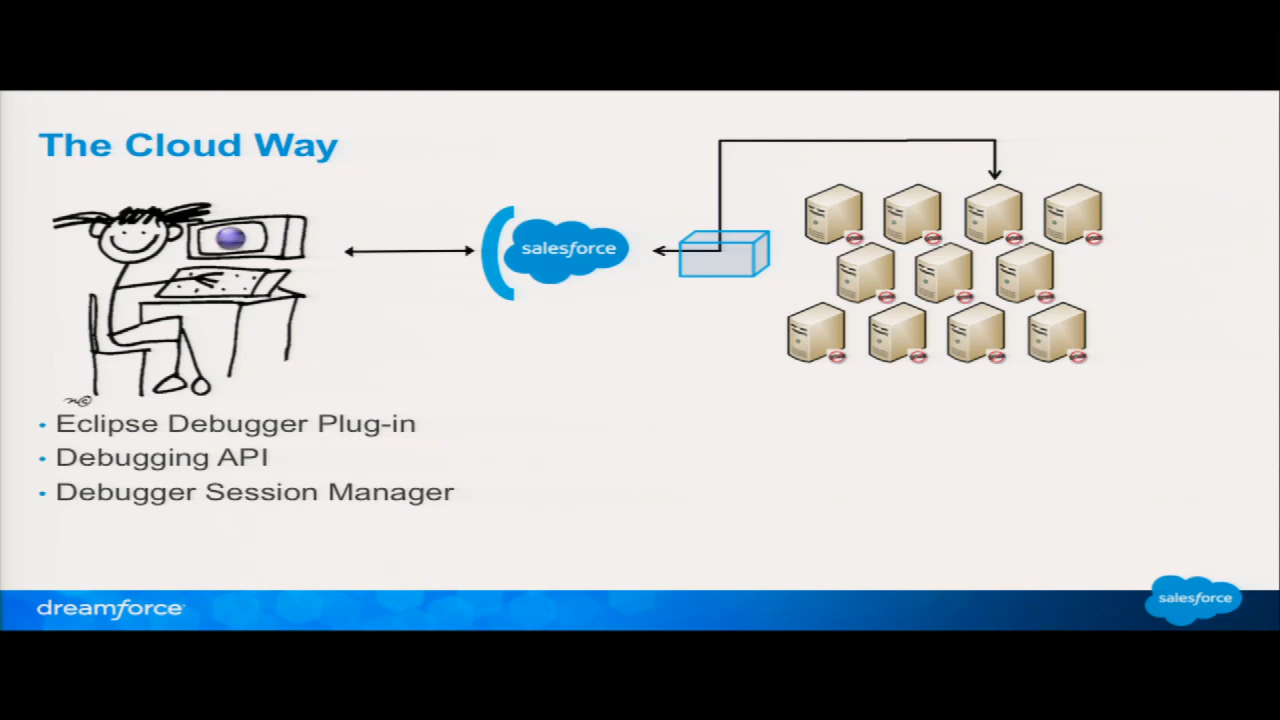 The Cloud Way
salesforce
Eclipse Debugger Plug-in
Debugging API
Debugger Session Manager
dreamforce
salesforce